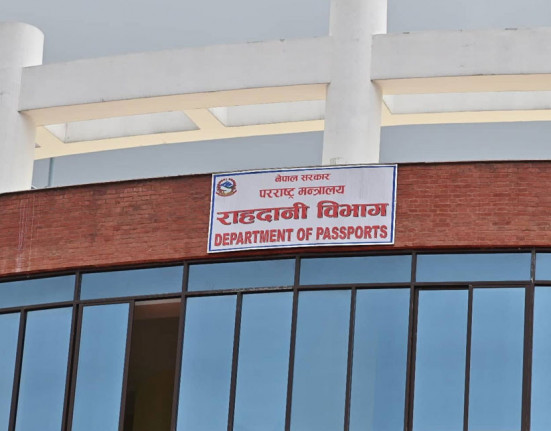 नेपाल सरकार
परराष्ट्र मन्त्रालय
राहदानी विभाग
DEPARTMENT OF PASSPORTS